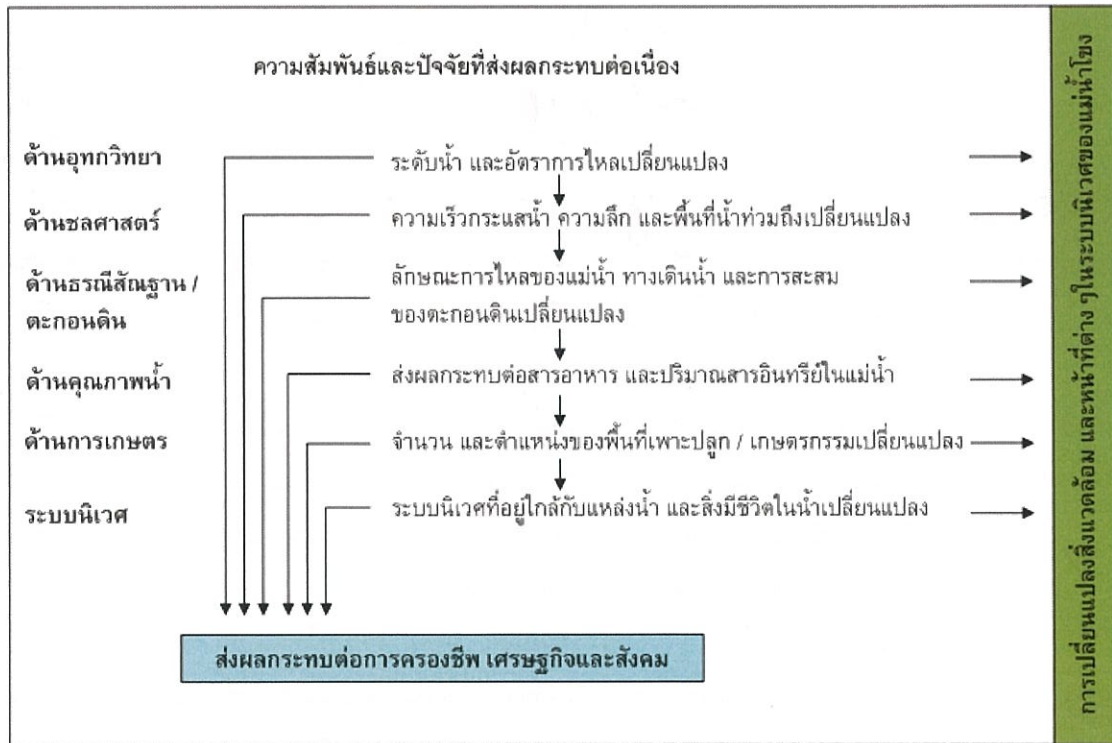 ความสัมพันธ์และปัจจัยที่ส่งผลกระทบต่อเนื่อง
ด้านอุทกวิทยา
ระดับน้ำ และอัตราการไหลเปลี่ยนแปลง
ด้านชลศาสตร์
ความเร็วกระแสน้ำ ความลึก และพื้นที่น้ำท่วมถึงเปลี่ยนแปลง
ด้านธรณีสัณฐาน /
ตะกอนดิน
ลักษณะการไหลของแม่น้ำ ทางเดินน้ำ และการสะสม
ของตะกอนดินเปลี่ยนแปลง
ด้านคุณภาพน้ำ
ส่งผลกระทบต่อสารอาหาร และปริมาณสารอินทรีย์ในแม่น้ำ
ด้านการเกษตร
จำนวน และตำแหน่งของพื้นที่เพาะปลูก / เกษตรกรรมเปลี่ยนแปลง
ระบบนิเวศ
ระบบนิเวศที่อยู่ใกล้กับแหล่งน้ำ และสิ่งมีชีวิตในน้ำเปลี่ยนแปลง
ส่งผลกระทบต่อการครองชีพ เศรษฐกิจและสังคม
การเปลี่ยนแปลงสิ่งแวดล้อม และหน้าที่ต่าง ๆในระบบนิเวศของแม่น้ำโขง